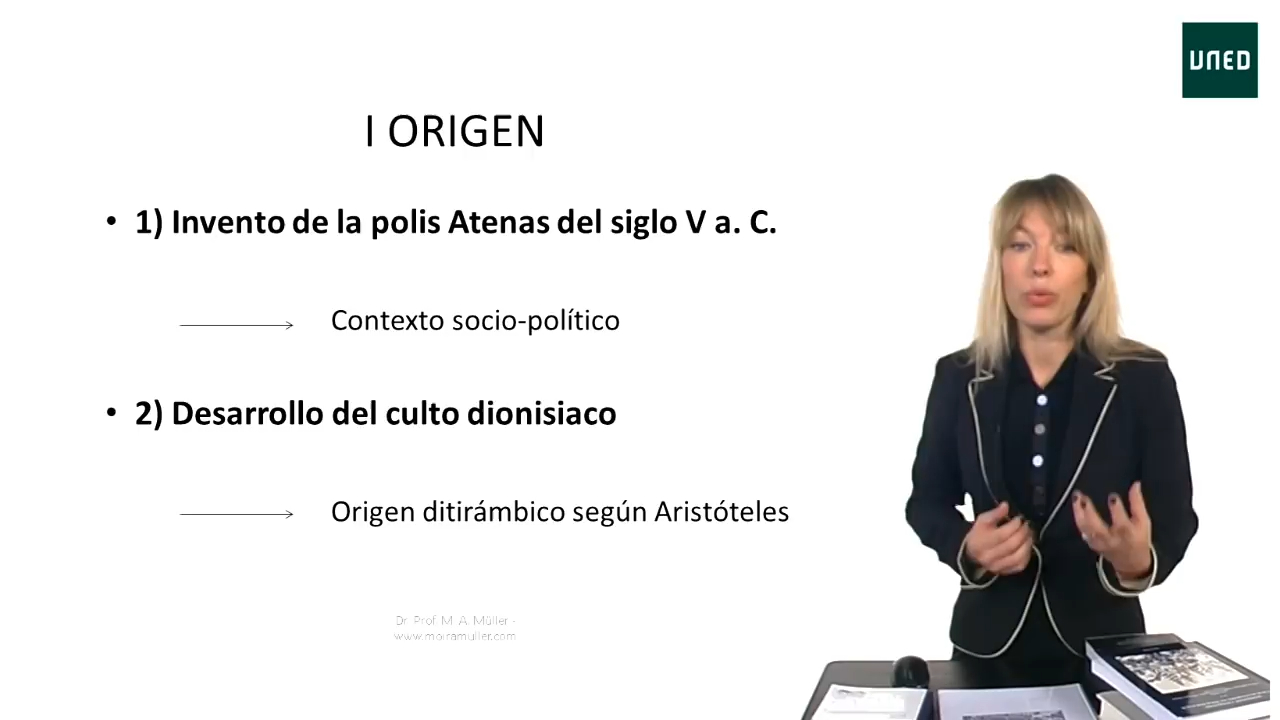 UNED
I ORIGEN
• 1) Invento de la polis Atenas del siglo V a. C.
Contexto socio-político
• 2) Desarrollo del culto dionisiaco
Origen ditirámbico según Aristóteles
Dr. Prof. M. A. Müller -
www.moiramuller.com